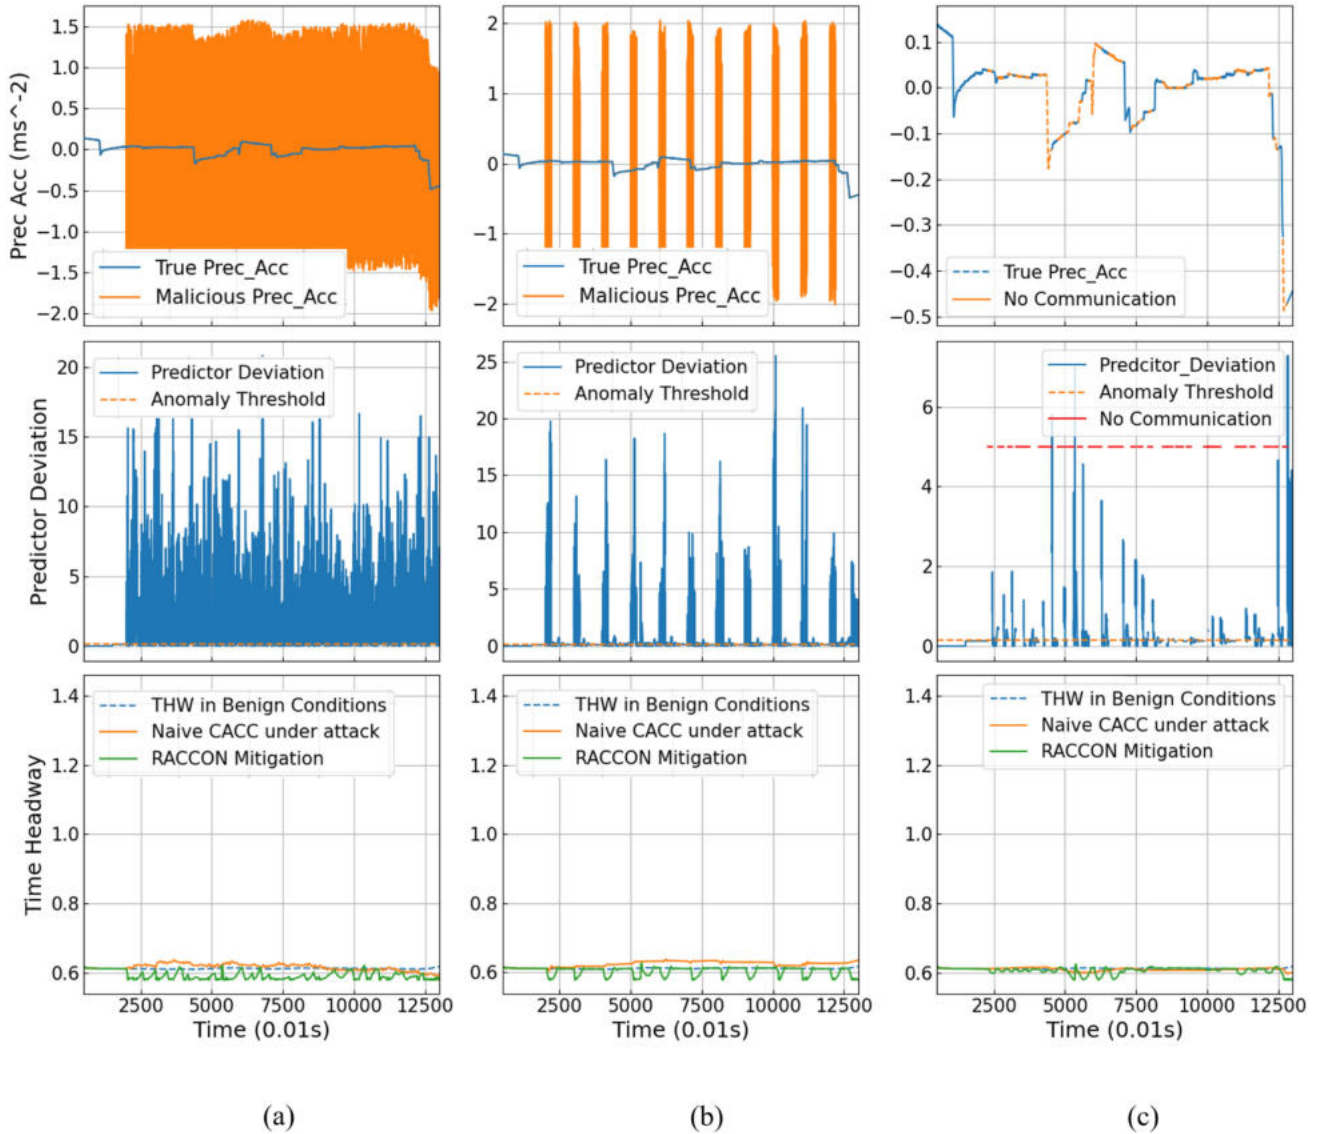 1.5
1.0
0.5
0.0
−0.5
−1.0
−1.5
−2.0
Prec Acc (ms^-2)
True Prec_Acc
Malicious Prec_Acc
2
1
0
−1
−2
True Prec_Acc
Malicious Prec_Acc
0.1
0.0
−0.1
−0.2
−0.3
−0.4
−0.5
True Prec_Acc
No Communication
20
15
10
5
0
Predictor Deviation
Predictor Deviation
Anomaly Threshold
25
20
15
10
5
0
Predictor Deviation
Anomaly Threshold
6
4
2
0
Predcitor_Deviation
Anomaly Threshold
No Communication
1.4
1.2
1.0
0.8
0.6
Time Headway
THW in Benign Conditions
Naive CACC under attack
RACCON Mitigation
2500 5000 7500 10000 12500
Time (0.01s)
1.4
1.2
1.0
0.8
0.6
THW in Benign Conditions
Naive CACC under attack
RACCON Mitigation
2500 5000 7500 10000 12500
Time (0.01s)
1.4
1.2
1.0
0.8
0.6
THW in Benign Conditions
Naive CACC under attack
RACCON Mitigation
2500 5000 7500 10000 12500
Time (0.01s)
(a) (b) (c)